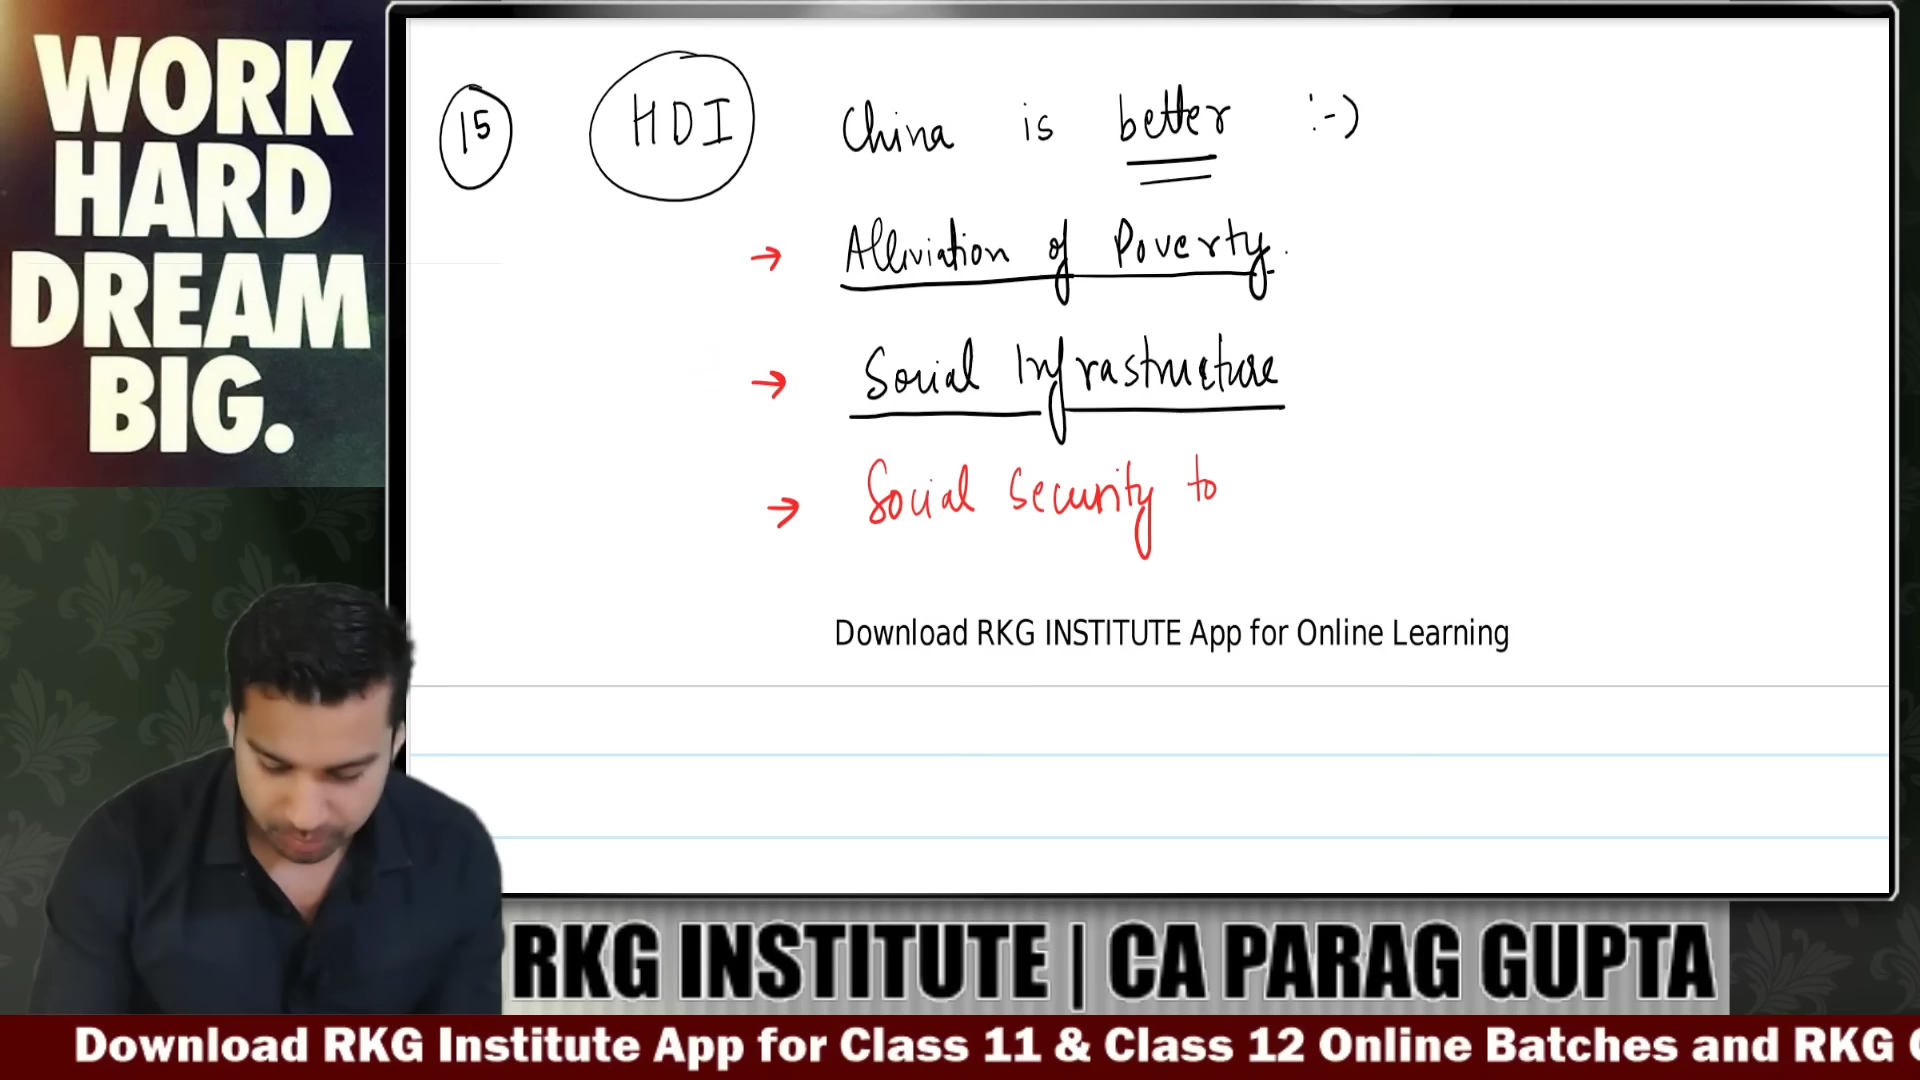 WORK
HARD
DREAM
BIG.
15 HDI China is better :-)
→ Alleviation of Poverty.
→ Social Infrastructure
→ Social Security to
Download RKG INSTITUTE App for Online Learning
RKG INSTITUTE | CA PARAG GUPTA
Download RKG Institute App for Class 11 & Class 12 Online Batches and RKG